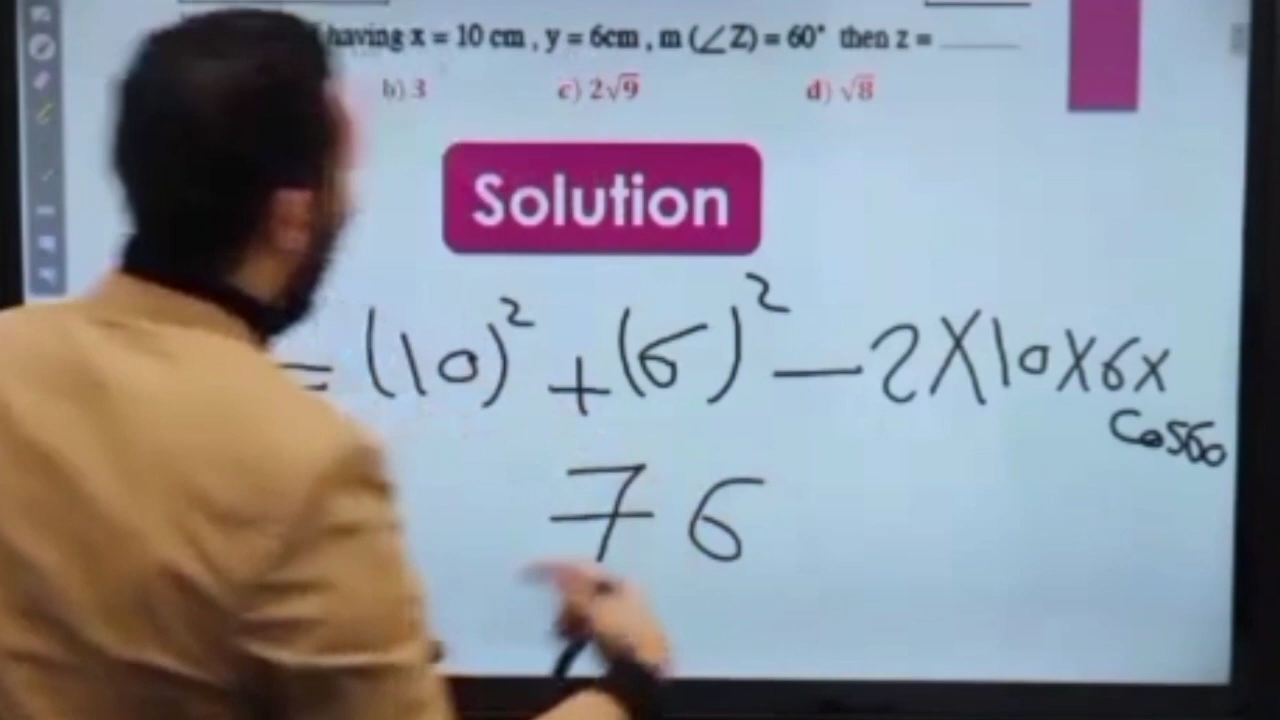 having x = 10 cm , y = 6cm , m (∠Z) = 60° then z = ______
b) 3 c) 2√9 d) √8
Solution
= (10)² + (6)² − 2×10×6×
Cos60
76